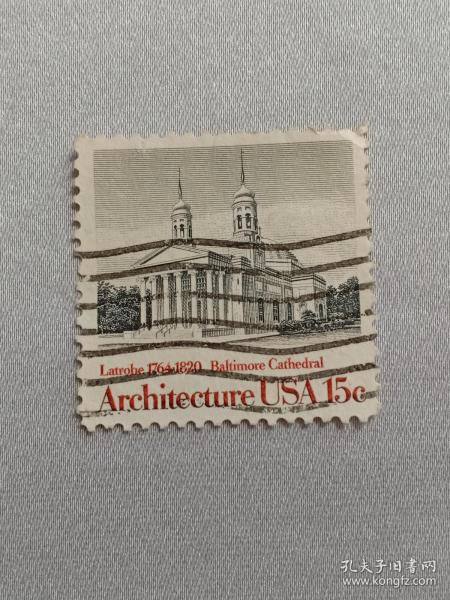 Latrobe 1764-1820 Baltimore Cathedral
Architecture USA 15c
孔夫子旧书网
www.kongfz.com